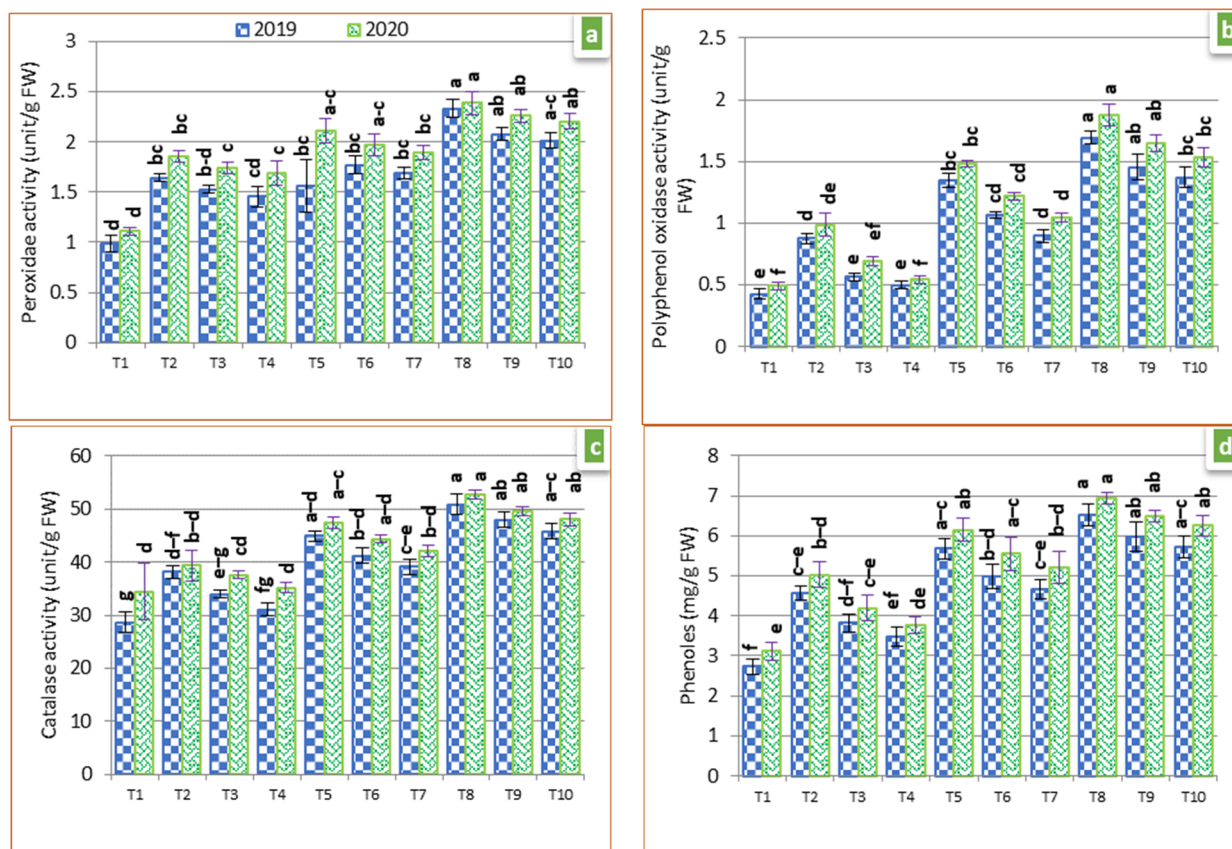 2019 2020
a
Peroxidae activity (unit/g FW)
3
2.5
2
1.5
1
0.5
0
d d bc bc b-d c cd c bc a-c bc a-c bc bc a a ab ab a-c ab
T1 T2 T3 T4 T5 T6 T7 T8 T9 T10
b
Polyphenol oxidase activity (unit/g
FW)
2.5
2
1.5
1
0.5
0
e f d de e ef e f bc bc cd cd d d a a ab ab bc bc
T1 T2 T3 T4 T5 T6 T7 T8 T9 T10
c
Catalase activity (unit/g FW)
60
50
40
30
20
10
0
g d d–f b–d e–g cd fg d a–d a–c b–d a–d c–e b–d a a ab ab a–c ab
T1 T2 T3 T4 T5 T6 T7 T8 T9 T10
d
Phenoles (mg/g FW)
8
7
6
5
4
3
2
1
0
f e c–e b–d d–f c–e ef de a–c ab b–d a–c c–e b–d a a ab ab a–c ab
T1 T2 T3 T4 T5 T6 T7 T8 T9 T10